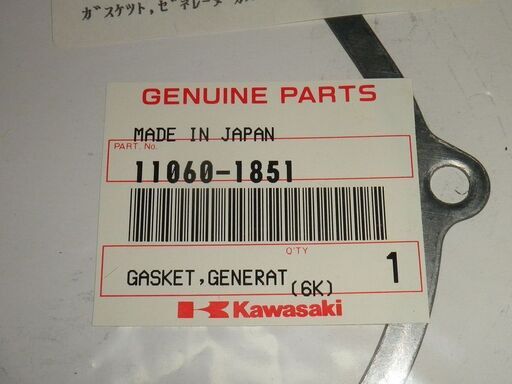 ガスケツト,ゼネレータ
GENUINE PARTS
MADE IN JAPAN
PART. No.
11060-1851
Q'TY
GASKET,GENERAT 1
(6K)
Kawasaki